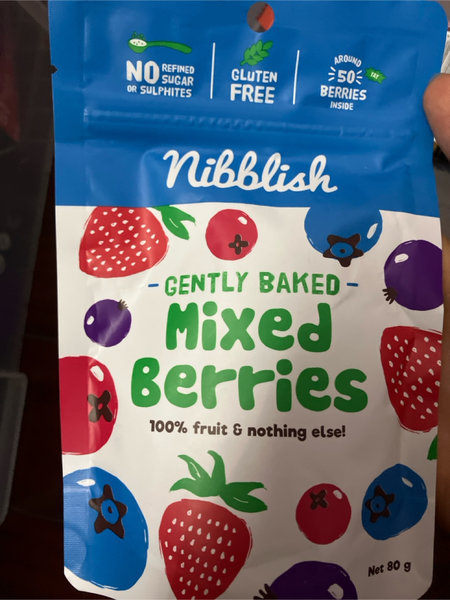 NO REFINED
SUGAR
OR SULPHITES
GLUTEN
FREE
AROUND
50
BERRIES
INSIDE
Nibblish
- GENTLY BAKED -
Mixed
Berries
100% fruit & nothing else!
Net 80 g